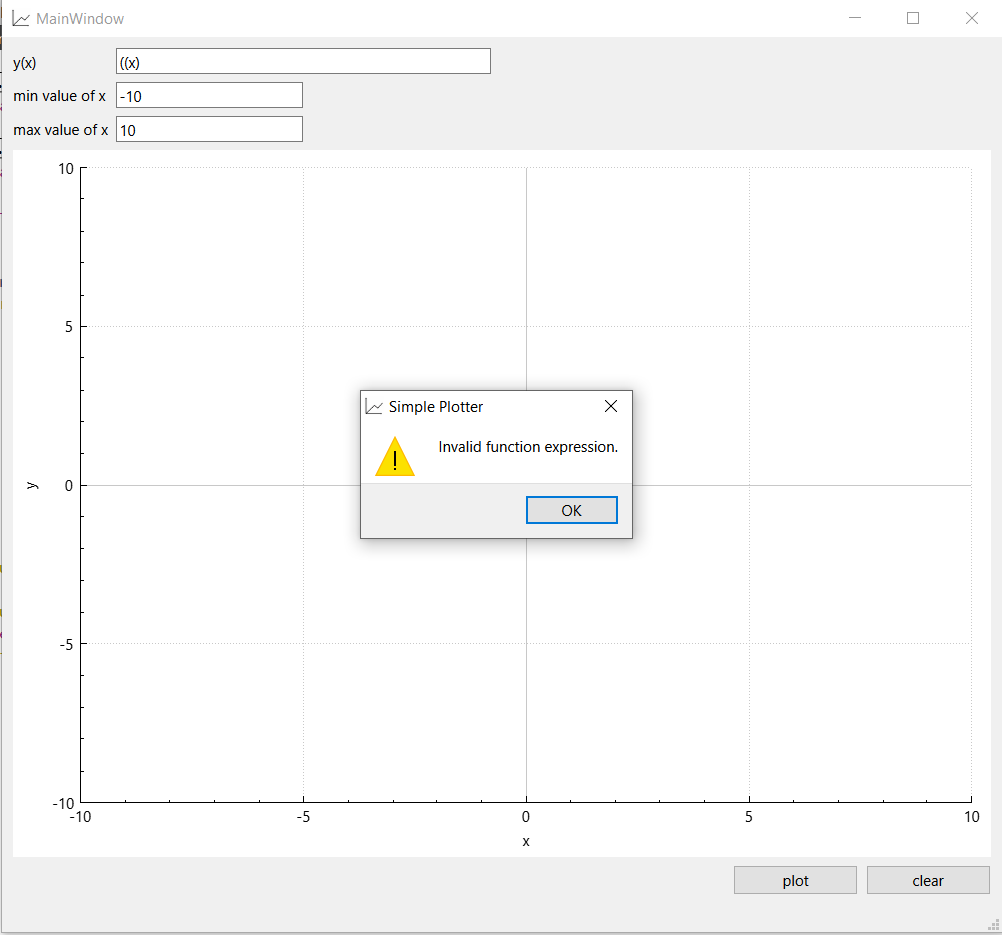 MainWindow
y(x) ((x)
min value of x -10
max value of x 10
10
5
Simple Plotter
Invalid function expression.
!
y 0
OK
-5
-10
-10 -5 0 5 10
x
plot clear